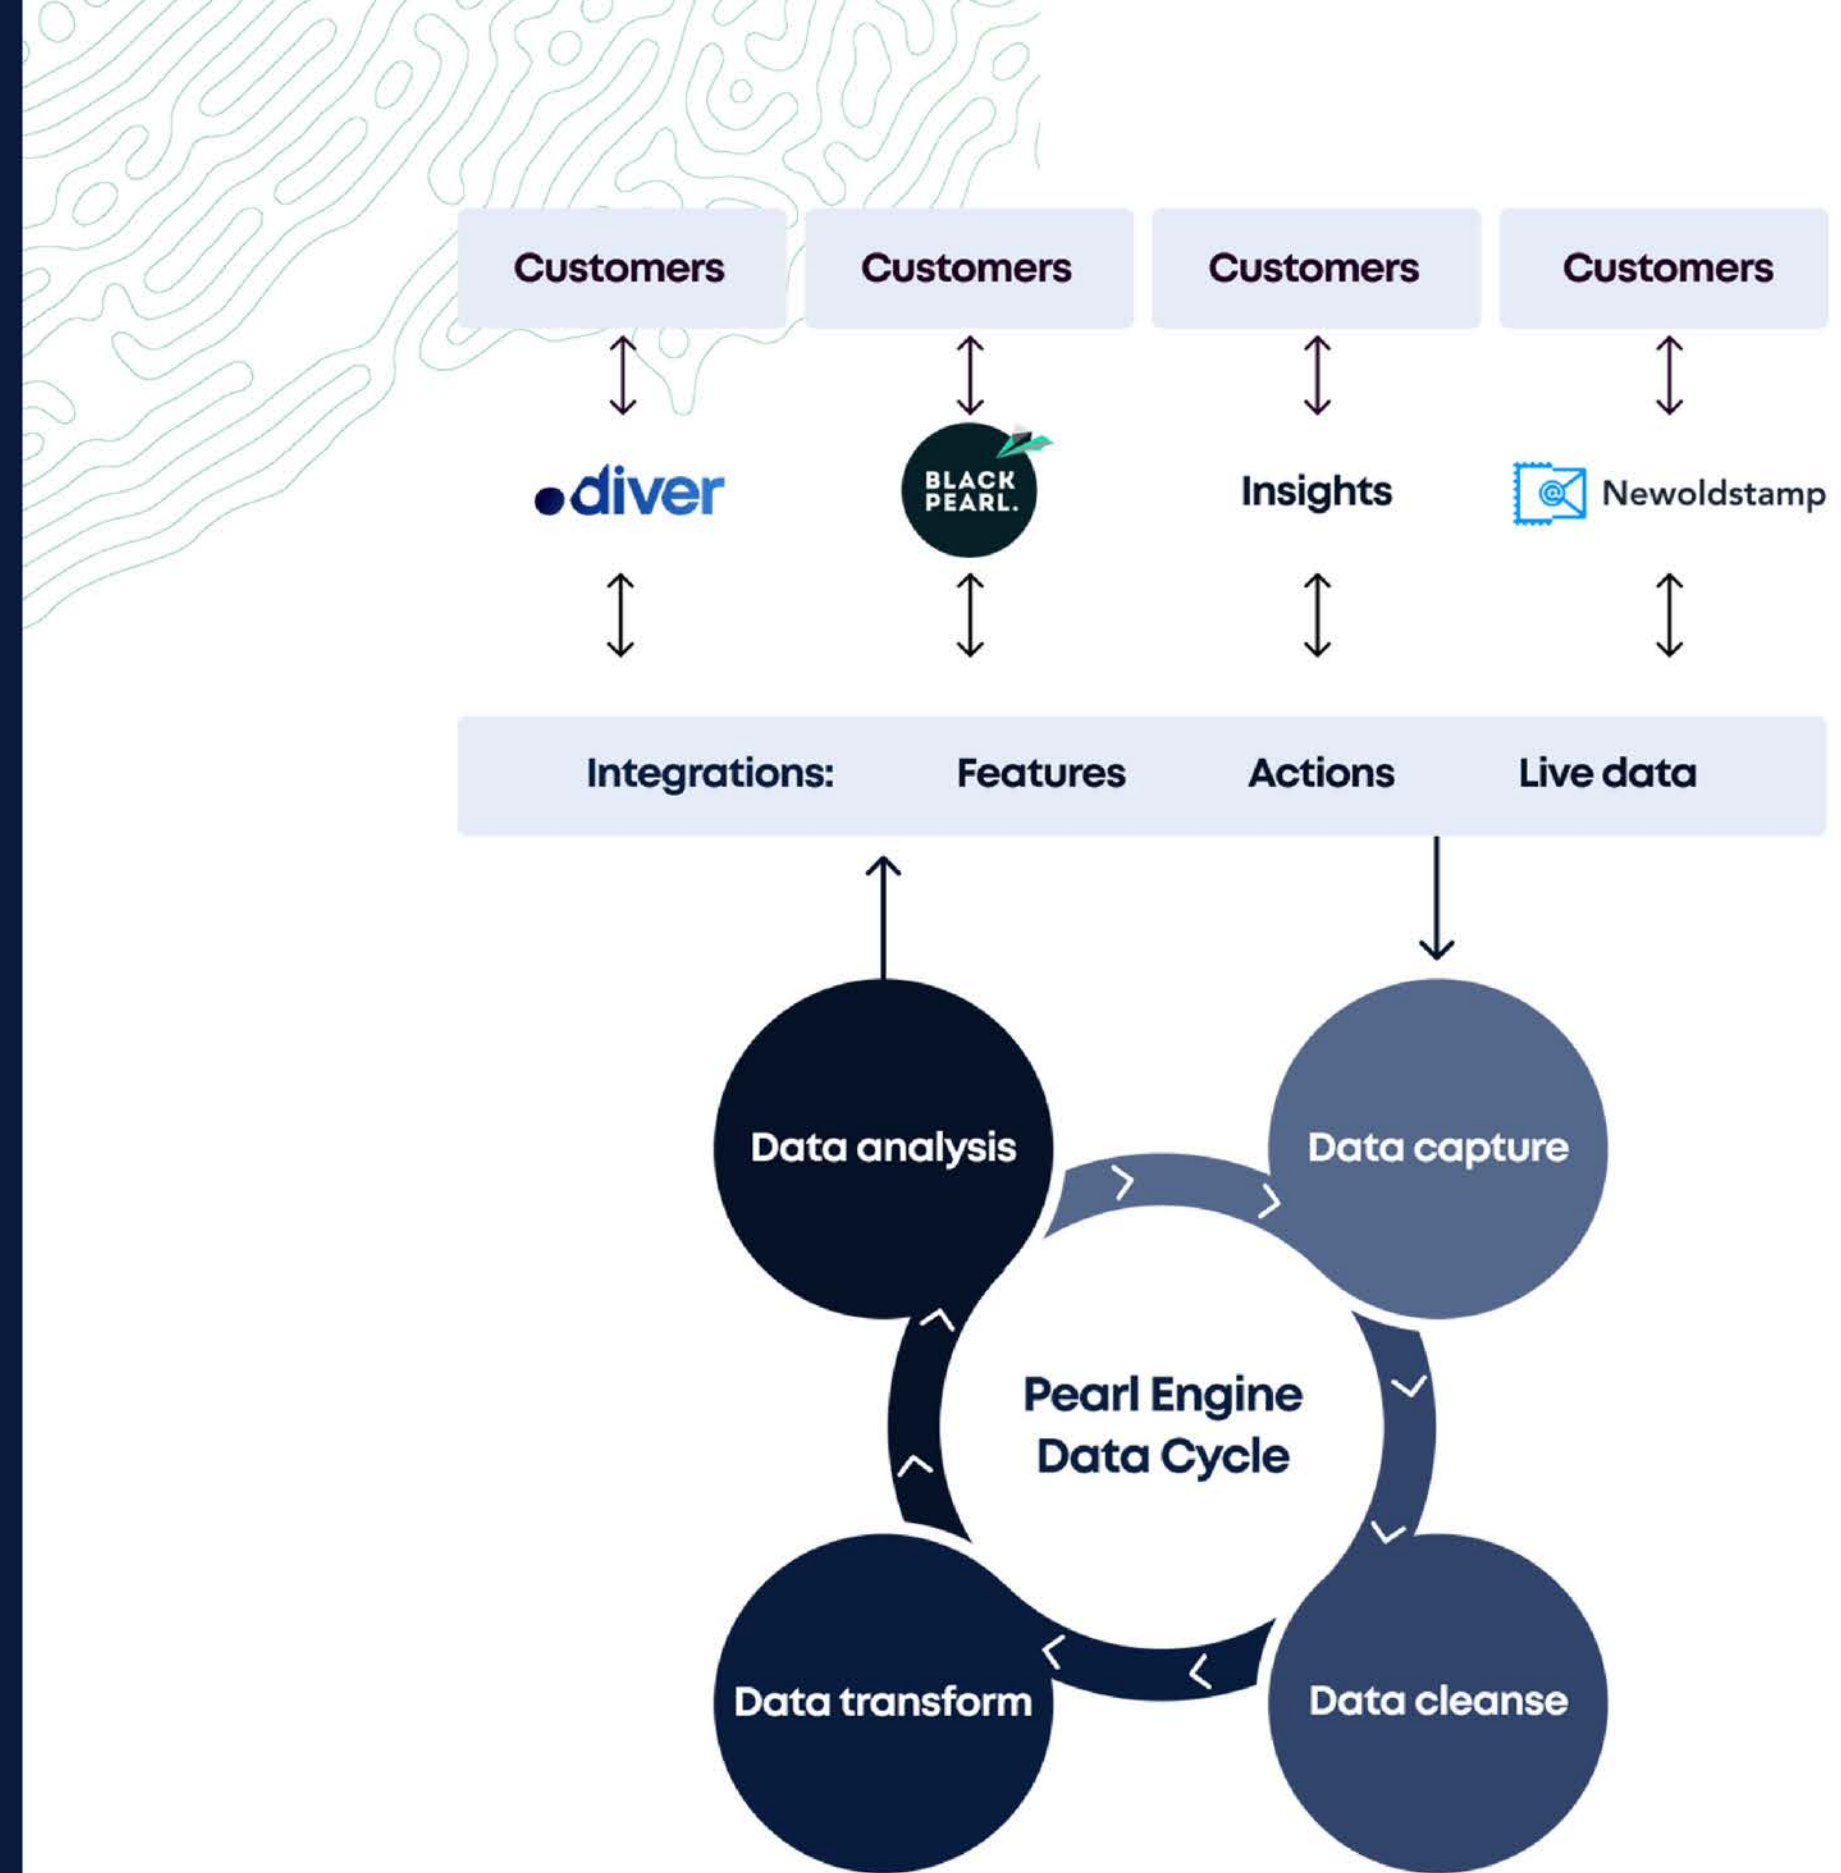 Customers Customers Customers Customers
diver
BLACK
PEARL.
Insights
Newoldstamp
Integrations: Features Actions Live data
Data analysis
Data capture
Pearl Engine
Data Cycle
Data transform
Data cleanse